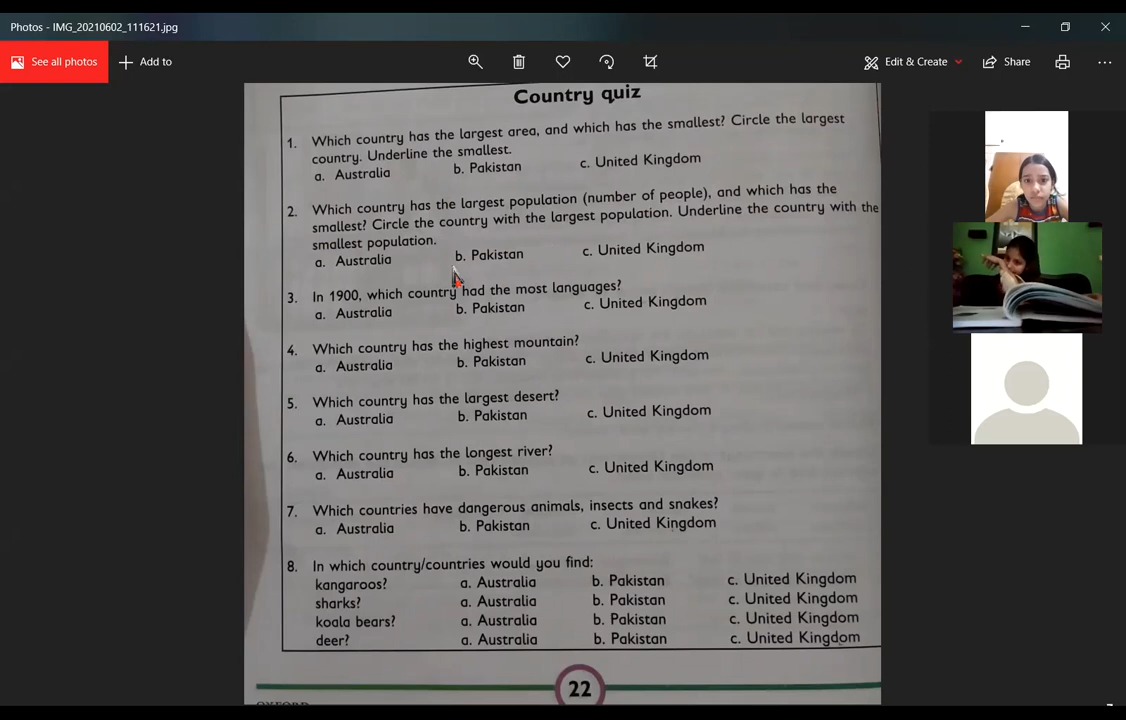 Photos - IMG_20210602_111621.jpg
See all photos
Add to
Edit & Create
Share
Country quiz
1. Which country has the largest area, and which has the smallest? Circle the largest
country. Underline the smallest.
a. Australia b. Pakistan c. United Kingdom
2. Which country has the largest population (number of people), and which has the
smallest? Circle the country with the largest population. Underline the country with the
smallest population.
a. Australia b. Pakistan c. United Kingdom
3. In 1900, which country had the most languages?
a. Australia b. Pakistan c. United Kingdom
4. Which country has the highest mountain?
a. Australia b. Pakistan c. United Kingdom
5. Which country has the largest desert?
a. Australia b. Pakistan c. United Kingdom
6. Which country has the longest river?
a. Australia b. Pakistan c. United Kingdom
7. Which countries have dangerous animals, insects and snakes?
a. Australia b. Pakistan c. United Kingdom
8. In which country/countries would you find:
kangaroos? a. Australia b. Pakistan c. United Kingdom
sharks? a. Australia b. Pakistan c. United Kingdom
koala bears? a. Australia b. Pakistan c. United Kingdom
deer? a. Australia b. Pakistan c. United Kingdom
22
OXFORD